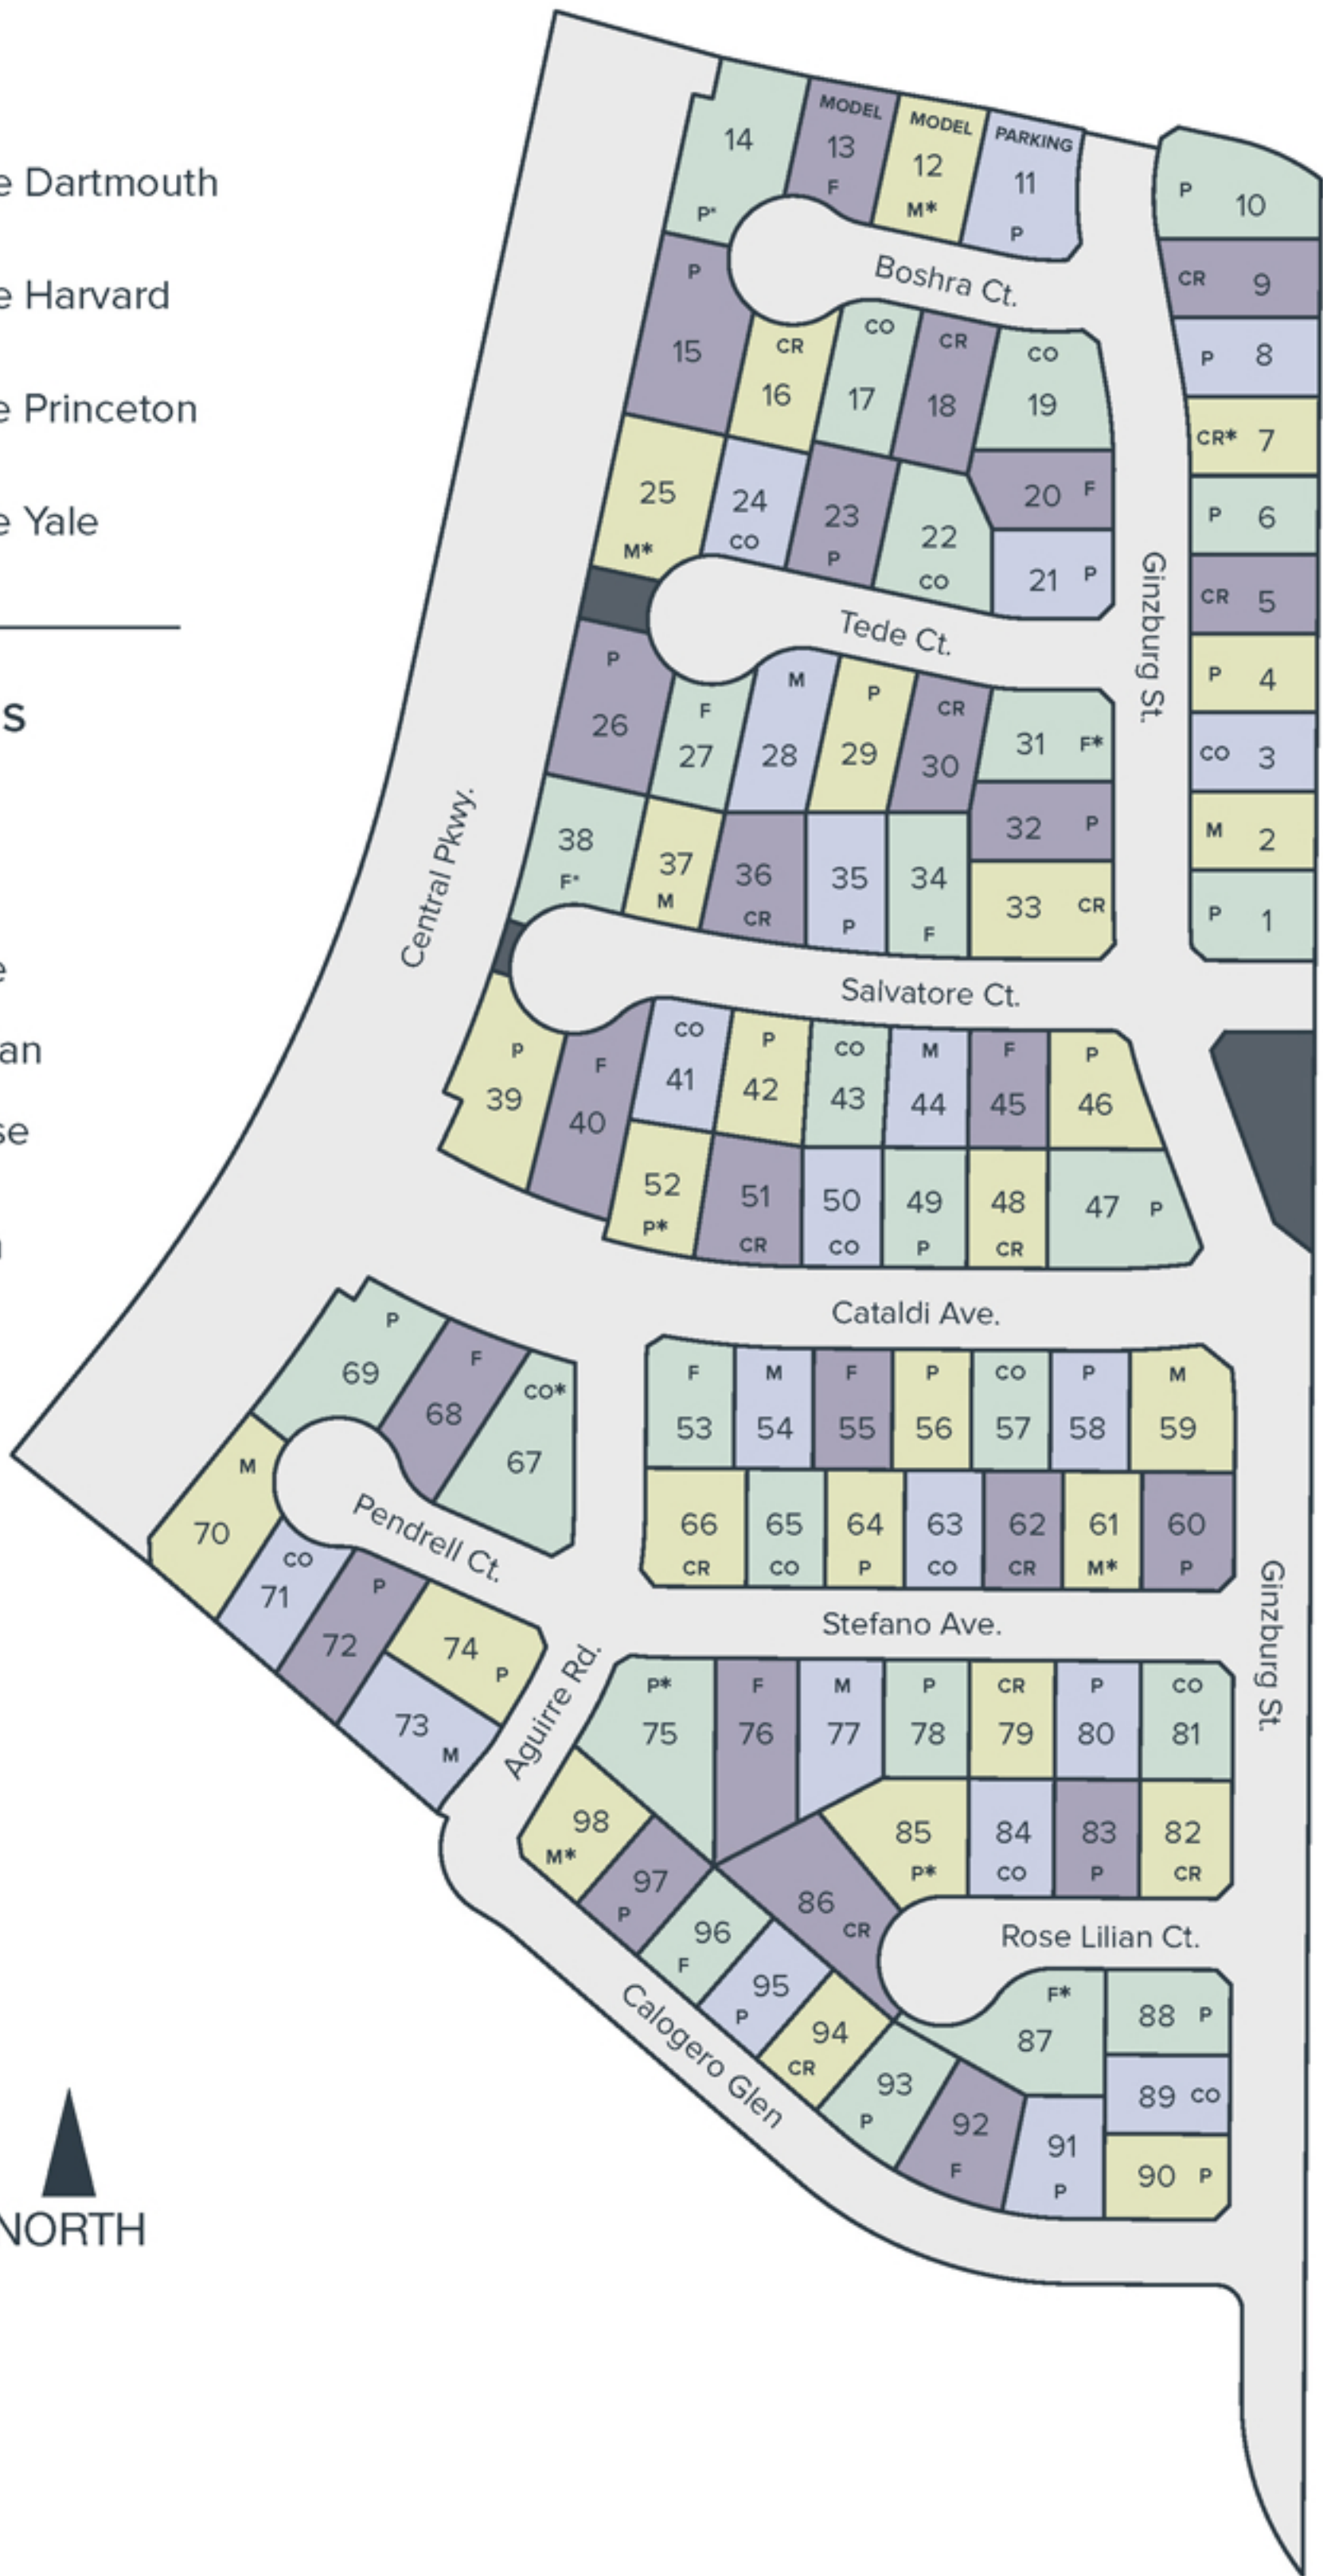 e Dartmouth
e Harvard
e Princeton
e Yale
s
e
an
se
NORTH
Central Pkwy.
Boshra Ct.
Tede Ct.
Salvatore Ct.
Cataldi Ave.
Stefano Ave.
Pendrell Ct.
Aguirre Rd.
Rose Lilian Ct.
Calogero Glen
Ginzburg St.
Ginzburg St.
14 P*
MODEL 13 F
MODEL 12 M*
PARKING 11 P
P 10
CR 9
P 8
CR* 7
P 6
CR 5
P 4
CO 3
M 2
P 1
P 15
CR 16
CO 17
CR 18
CO 19
20 F
21 P
22 CO
23 P
24 CO
25 M*
P 26
F 27
M 28
P 29
CR 30
31 F*
32 P
33 CR
34 F
35 P
36 CR
37 M
38 F*
P 39
F 40
CO 41
P 42
CO 43
M 44
F 45
P 46
47 P
48 CR
49 P
50 CO
51 CR
52 P*
F 53
M 54
F 55
P 56
CO 57
P 58
M 59
60 P
61 M*
62 CR
63 CO
64 P
65 CO
66 CR
CO* 67
F 68
P 69
M 70
CO 71
P 72
73 M
74 P
P* 75
F 76
M 77
P 78
CR 79
P 80
CO 81
82 CR
83 P
84 CO
85 P*
86 CR
F* 87
88 P
89 CO
90 P
91 P
92 F
93 P
94 CR
95 P
96 F
97 P
98 M*